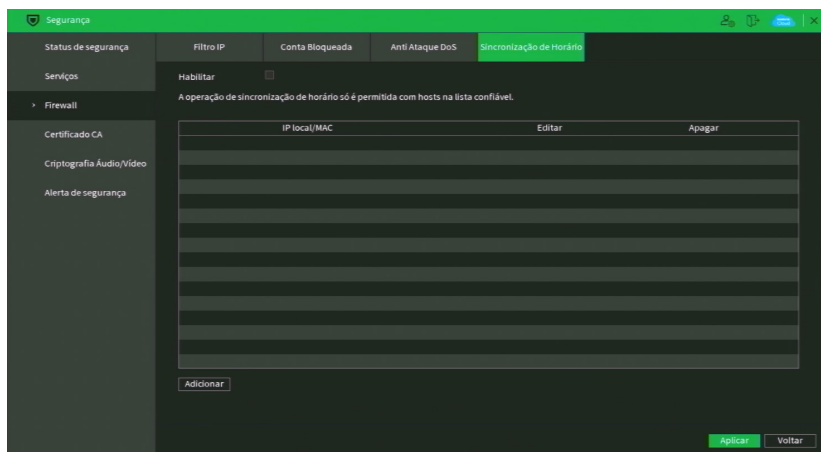 Segurança
Status de segurança
Serviços
Firewall
Certificado CA
Criptografia Áudio/Vídeo
Alerta de segurança
Filtro IP
Conta Bloqueada
Anti Ataque DoS
Sincronização de Horário
Habilitar
A operação de sincronização de horário só é permitida com hosts na lista confiável.
IP local/MAC
Editar
Apagar
Adicionar
Aplicar
Voltar